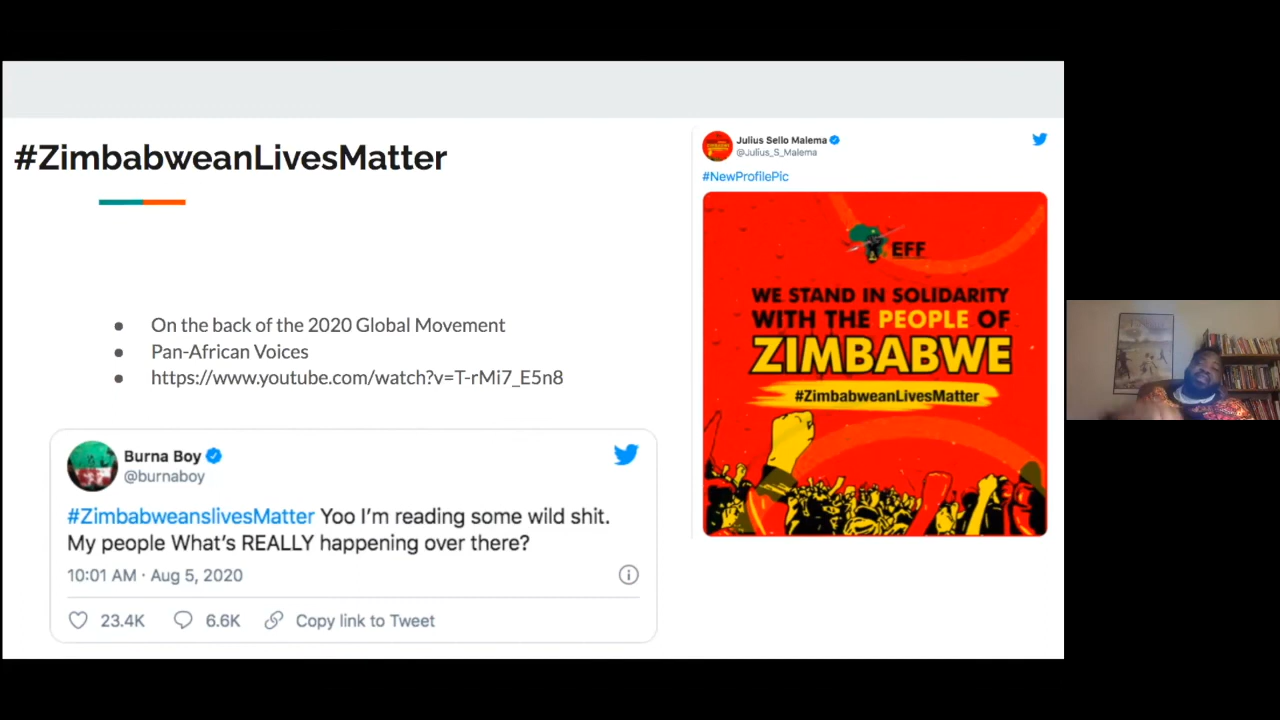 #ZimbabweanLivesMatter
● On the back of the 2020 Global Movement
● Pan-African Voices
● https://www.youtube.com/watch?v=T-rMi7_E5n8
Burna Boy
@burnaboy
#ZimbabweanslivesMatter Yoo I'm reading some wild shit.
My people What's REALLY happening over there?
10:01 AM · Aug 5, 2020
23.4K 6.6K Copy link to Tweet
Julius Sello Malema
@Julius_S_Malema
#NewProfilePic
EFF
WE STAND IN SOLIDARITY
WITH THE PEOPLE OF
ZIMBABWE
#ZimbabweanLivesMatter